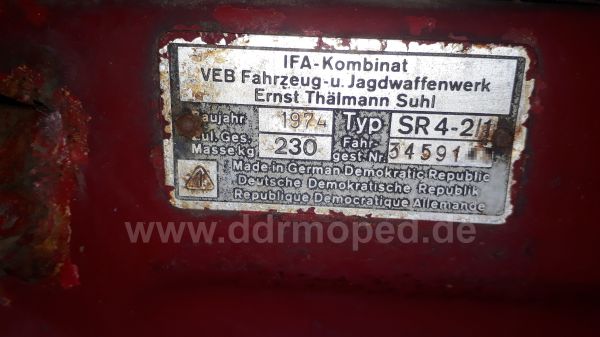 IFA-Kombinat
VEB Fahrzeug-u. Jagdwaffenwerk
Ernst Thälmann Suhl
Baujahr 1974 Typ SR 4-2/1
Zul. Ges. Masse kg 230 Fahr-gest Nr. 34591
Made in German Demokratic Republic
Deutsche Demokratische Republik
Republique Democratique Allemande
www.ddrmoped.de